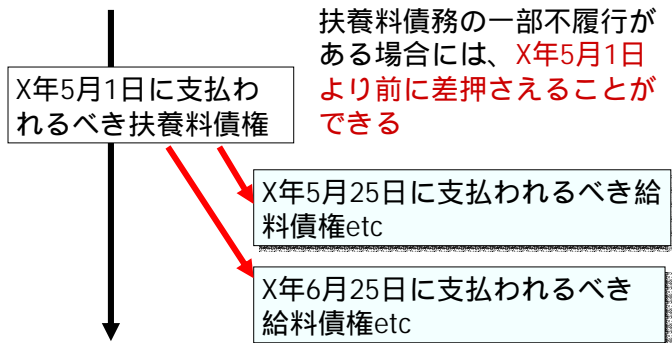 扶養料債務の一部不履行が
ある場合には、X年5月1日
より前に差押さえることが
できる
X年5月1日に支払わ
れるべき扶養料債権
X年5月25日に支払われるべき給
料債権etc
X年6月25日に支払われるべき
給料債権etc